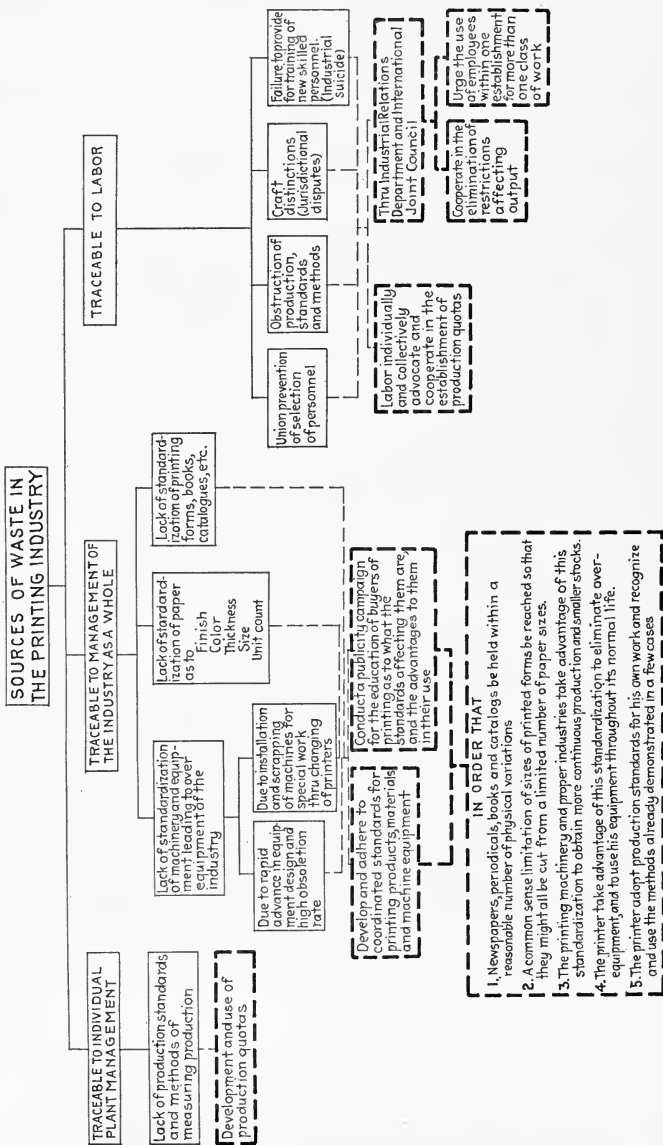 SOURCES OF WASTE IN
THE PRINTING INDUSTRY
TRACEABLE TO INDIVIDUAL
PLANT MANAGEMENT
Lack of production standards
and methods of
measuring production
Development and use of
production quotas
TRACEABLE TO MANAGEMENT OF
THE INDUSTRY AS A WHOLE
Lack of standardization
of machinery and equip-
ment leading to over
equipment of the
industry
Due to rapid
advance in equip-
ment design and
high obsoletion
rate
Due to installation
and scrapping
of machines for
special work
thru changing
of printers
Lack of standard-
ization of paper
as to
Finish
Color
Thickness
Size
Unit count
Lack of standard-
ization of printing
forms, books,
catalogues, etc.
Develop and adhere to
coordinated standards for
printing products, materials
and machine equipment
Conduct a publicity campaign
for the education of buyers of
printing as to what the
standards affecting them are,
and the advantages to them
in their use
IN ORDER THAT
1. Newspapers, periodicals, books and catalogs be held within a
reasonable number of physical variations
2. A common sense limitation of sizes of printed forms be reached so that
they might all be cut from a limited number of paper sizes.
3. The printing machinery and proper industries take advantage of this
standardization to obtain more continuous production and smaller stocks.
4. The printer take advantage of this standardization to eliminate over-
equipment, and to use his equipment throughout its normal life.
5. The printer adopt production standards for his own work and recognize
and use the methods already demonstrated in a few cases
TRACEABLE TO LABOR
Union prevention
of selection
of personnel
Obstruction of
production,
standards
and methods
Craft
distinctions
(Jurisdictional
disputes)
Failure to provide
for training of
new skilled
personnel.
(Industrial
suicide)
Labor individually
and collectively
advocate and
cooperate in the
establishment of
production quotas
Thru Industrial Relations
Department and International
Joint Council
Cooperate in the
elimination of
restrictions
affecting
output
Urge the use
of employees
within one
establishment
for more than
one class
of work